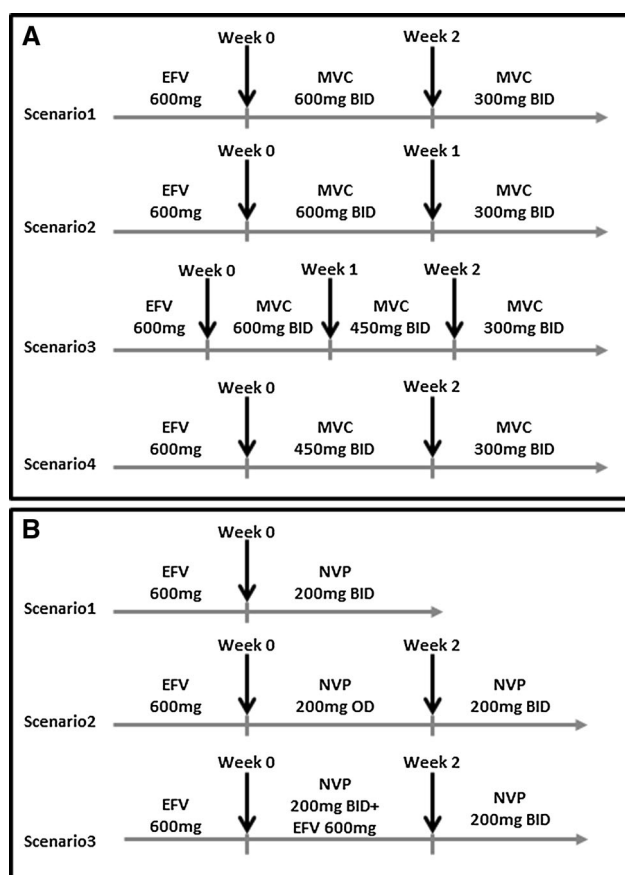 A
Week 0 Week 2
EFV MVC MVC
600mg 600mg BID 300mg BID
Scenario1
Week 0 Week 1
EFV MVC MVC
600mg 600mg BID 300mg BID
Scenario2
Week 0 Week 1 Week 2
EFV MVC MVC MVC
600mg 600mg BID 450mg BID 300mg BID
Scenario3
Week 0 Week 2
EFV MVC MVC
600mg 450mg BID 300mg BID
Scenario4
B
Week 0
EFV NVP
600mg 200mg BID
Scenario1
Week 0 Week 2
EFV NVP NVP
600mg 200mg OD 200mg BID
Scenario2
Week 0 Week 2
NVP
EFV 200mg BID+ NVP
600mg EFV 600mg 200mg BID
Scenario3